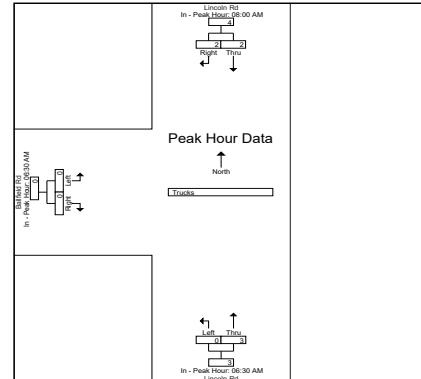 Lincoln Rd
In - Peak Hour: 08:00 AM
4
2 2
Right Thru
Peak Hour Data
North
Trucks
Ballfield Rd
In - Peak Hour: 06:30 AM
0
0 0
Right Left
Left Thru
0 3
3
In - Peak Hour: 06:30 AM
Lincoln Rd